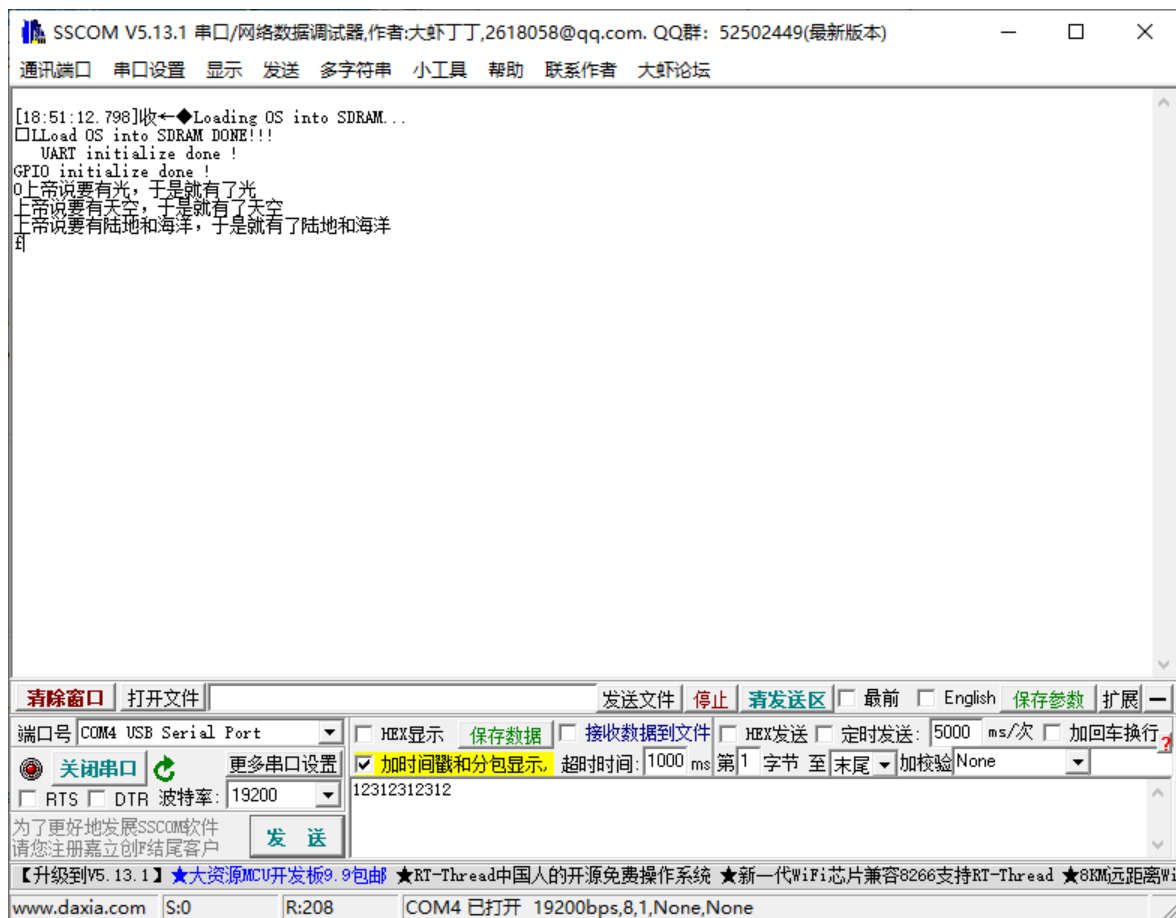 SSCOM V5.13.1 串口/网络数据调试器,作者:大虾丁丁,2618058@qq.com. QQ群: 52502449(最新版本)
通讯端口 串口设置 显示 发送 多字符串 小工具 帮助 联系作者 大虾论坛
[18:51:12.798]收←◆Loading OS into SDRAM...
□LLoad OS into SDRAM DONE!!!
UART initialize done !
GPIO initialize done !
0上帝说要有光，于是就有了光
上帝说要有天空，于是就有了天空
上帝说要有陆地和海洋，于是就有了陆地和海洋
f
清除窗口 打开文件 发送文件 停止 清发送区 最前 English 保存参数 扩展 —
端口号 COM4 USB Serial Port HEX显示 保存数据 接收数据到文件 HEX发送 定时发送: 5000 ms/次 加回车换行 ?
关闭串口 更多串口设置 加时间戳和分包显示, 超时时间: 1000 ms 第1 字节 至 末尾 加校验 None
RTS DTR 波特率: 19200 12312312312
为了更好地发展SSCOM软件
请您注册嘉立创F结尾客户
发 送
【升级到V5.13.1】★大资源MCU开发板9.9包邮 ★RT-Thread中国人的开源免费操作系统 ★新一代WiFi芯片兼容8266支持RT-Thread ★8KM远距离Wi
www.daxia.com S:0 R:208 COM4 已打开 19200bps,8,1,None,None